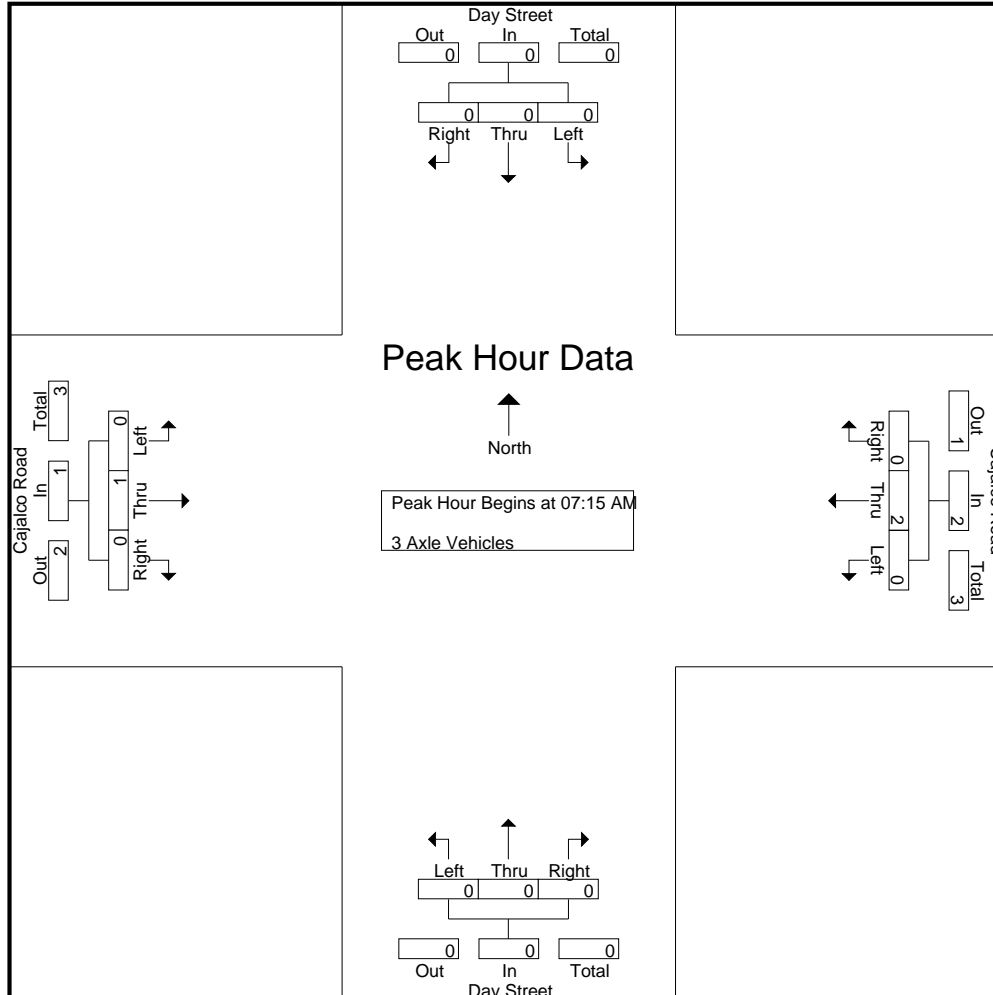 Day Street
Out In Total
0 0 0
0 0 0
Right Thru Left
Peak Hour Data
North
Peak Hour Begins at 07:15 AM
3 Axle Vehicles
Cajalco Road
Out In Total
2 1 3
Left Thru Right
0 1 0
Out In Total
1 2 3
Right Thru Left
0 2 0
Cajalco Road
Left Thru Right
0 0 0
0 0 0
Out In Total
Day Street